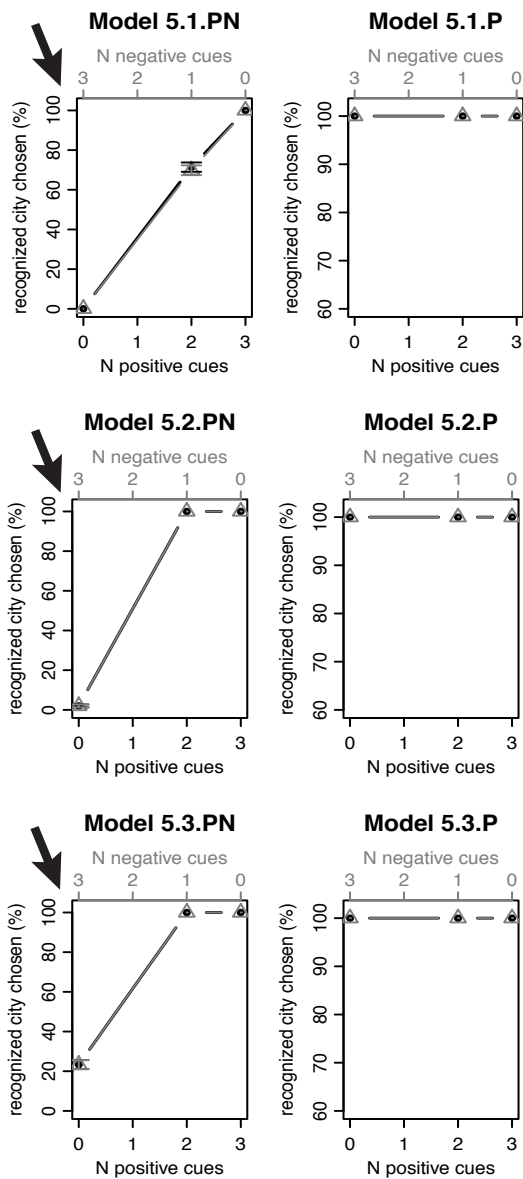 Model 5.1.PN
N negative cues
3 2 1 0
recognized city chosen (%)
0 20 40 60 80 100
0 1 2 3
N positive cues
Model 5.1.P
N negative cues
3 2 1 0
recognized city chosen (%)
60 70 80 90 100
0 1 2 3
N positive cues
Model 5.2.PN
N negative cues
3 2 1 0
recognized city chosen (%)
0 20 40 60 80 100
0 1 2 3
N positive cues
Model 5.2.P
N negative cues
3 2 1 0
recognized city chosen (%)
60 70 80 90 100
0 1 2 3
N positive cues
Model 5.3.PN
N negative cues
3 2 1 0
recognized city chosen (%)
0 20 40 60 80 100
0 1 2 3
N positive cues
Model 5.3.P
N negative cues
3 2 1 0
recognized city chosen (%)
60 70 80 90 100
0 1 2 3
N positive cues